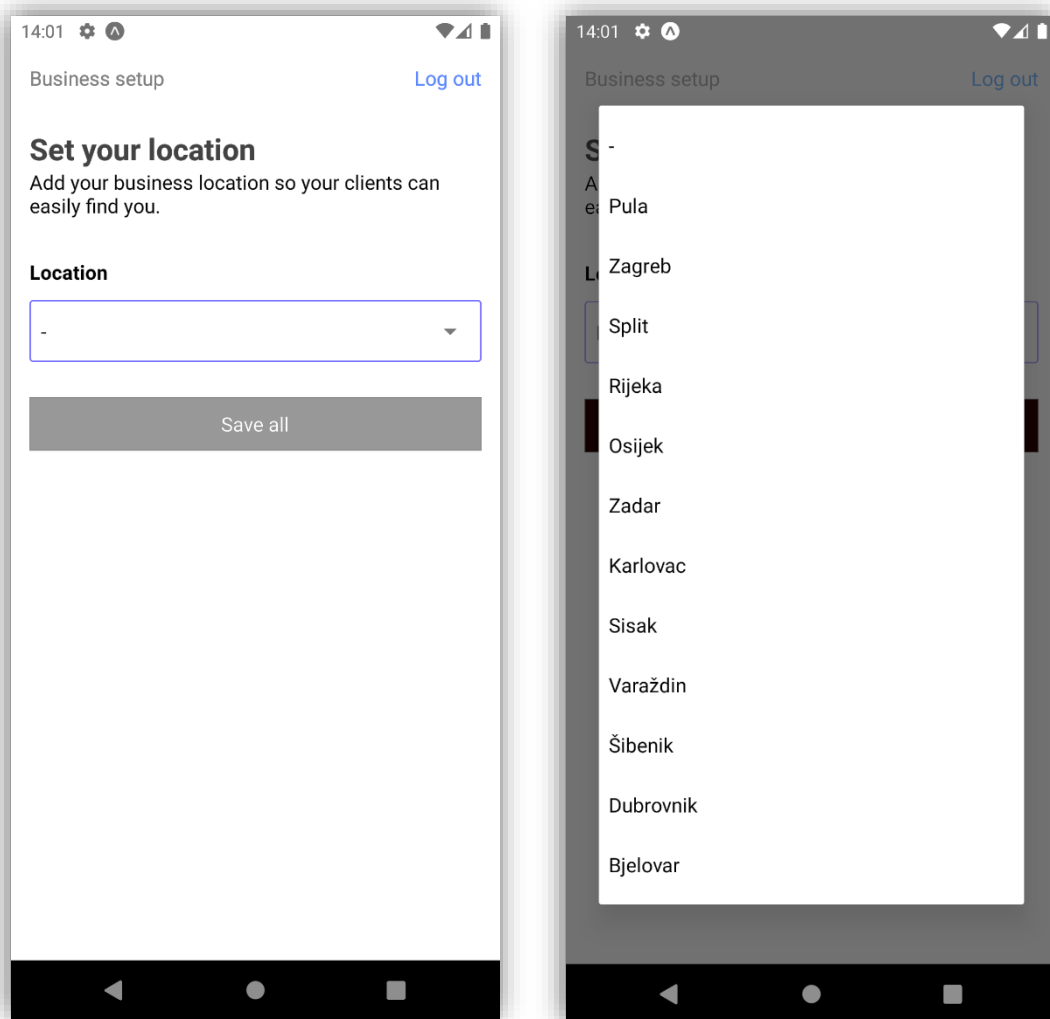 14:01
Business setup
Log out
Set your location
Add your business location so your clients can
easily find you.
Location
-
Save all
14:01
Business setup
Log out
S
A
ea
L
-
Pula
Zagreb
Split
Rijeka
Osijek
Zadar
Karlovac
Sisak
Varaždin
Šibenik
Dubrovnik
Bjelovar